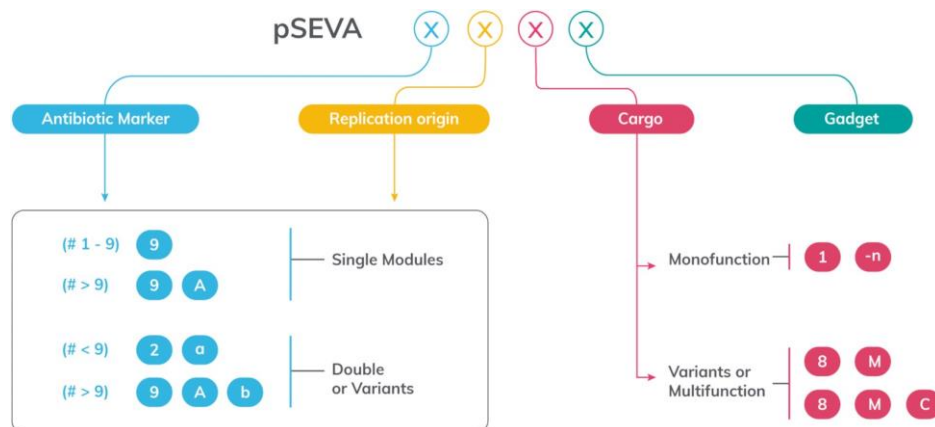 pSEVA X X X X
Antibiotic Marker
Replication origin
Cargo
Gadget
(# 1 - 9) 9
(# > 9) 9 A
Single Modules
(# < 9) 2 a
(# > 9) 9 A b
Double
or Variants
Monofunction 1 -n
Variants or
Multifunction
8 M
8 M C